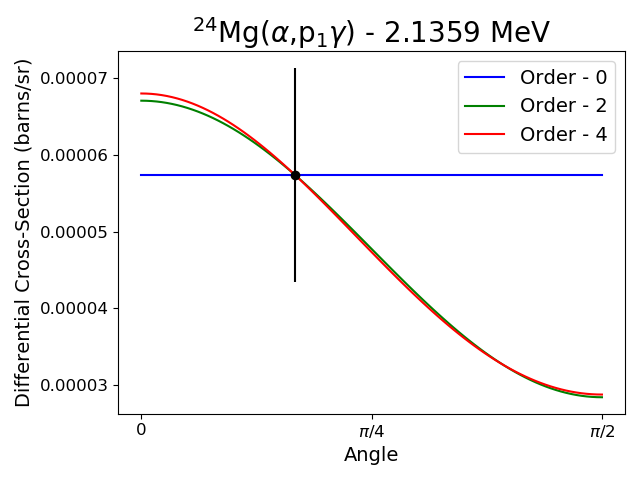 ²⁴Mg(α,p₁γ) - 2.1359 MeV
Order - 0
Order - 2
Order - 4
Differential Cross-Section (barns/sr)
0.00007
0.00006
0.00005
0.00004
0.00003
0
π/4
π/2
Angle